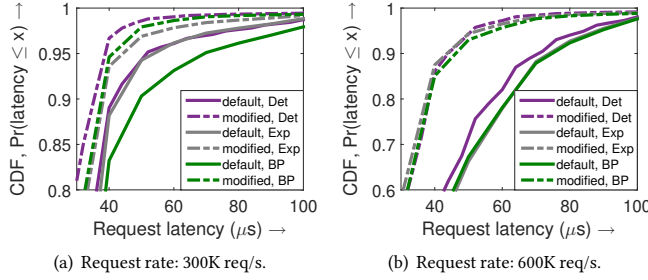 CDF, Pr(latency ≤ x) →
1
0.95
0.9
0.85
0.8
default, Det
modified, Det
default, Exp
modified, Exp
default, BP
modified, BP
40 60 80 100
Request latency (μs) →
(a) Request rate: 300K req/s.
CDF, Pr(latency ≤ x) →
1
0.9
0.8
0.7
0.6
default, Det
modified, Det
default, Exp
modified, Exp
default, BP
modified, BP
40 60 80 100
Request latency (μs) →
(b) Request rate: 600K req/s.